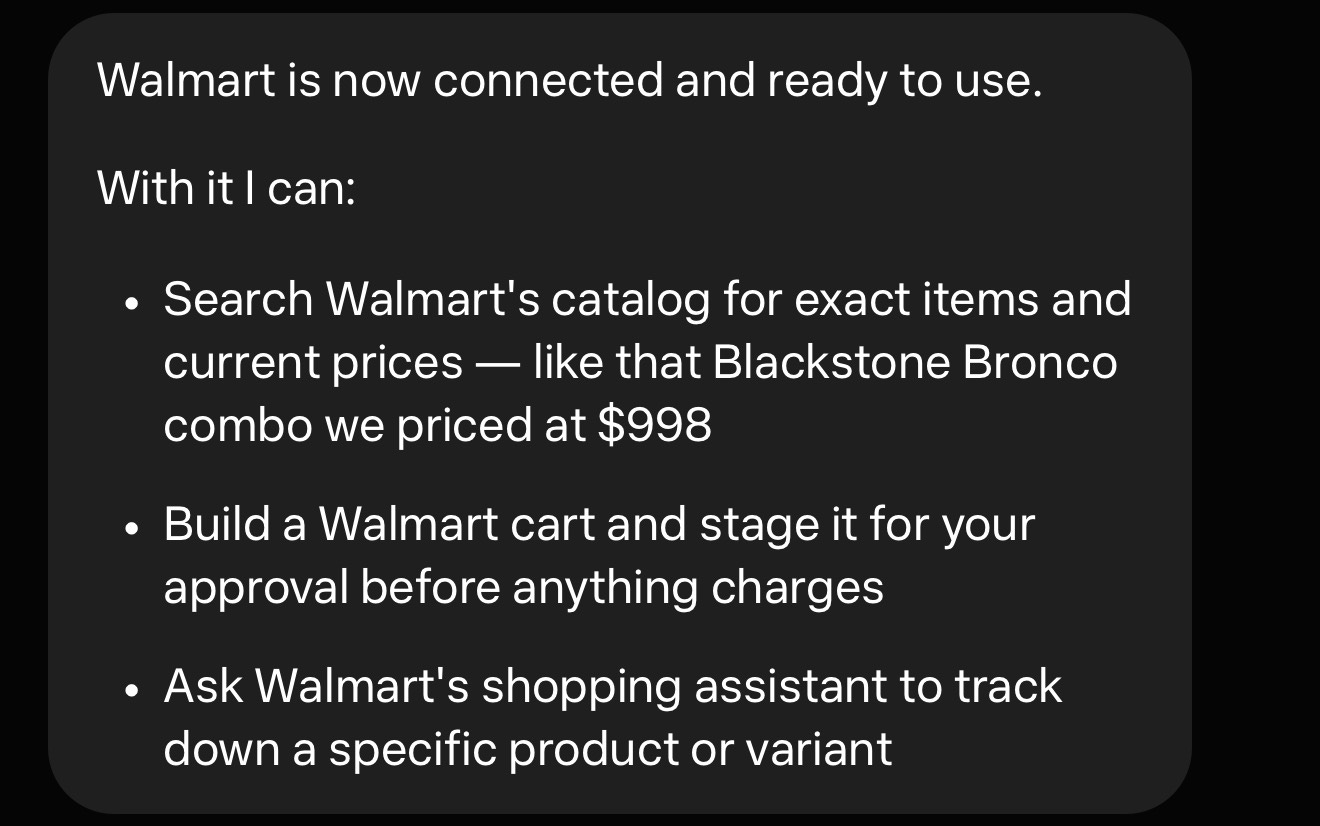 Walmart is now connected and ready to use.
With it I can:
• Search Walmart's catalog for exact items and
current prices — like that Blackstone Bronco
combo we priced at $998
• Build a Walmart cart and stage it for your
approval before anything charges
• Ask Walmart's shopping assistant to track
down a specific product or variant